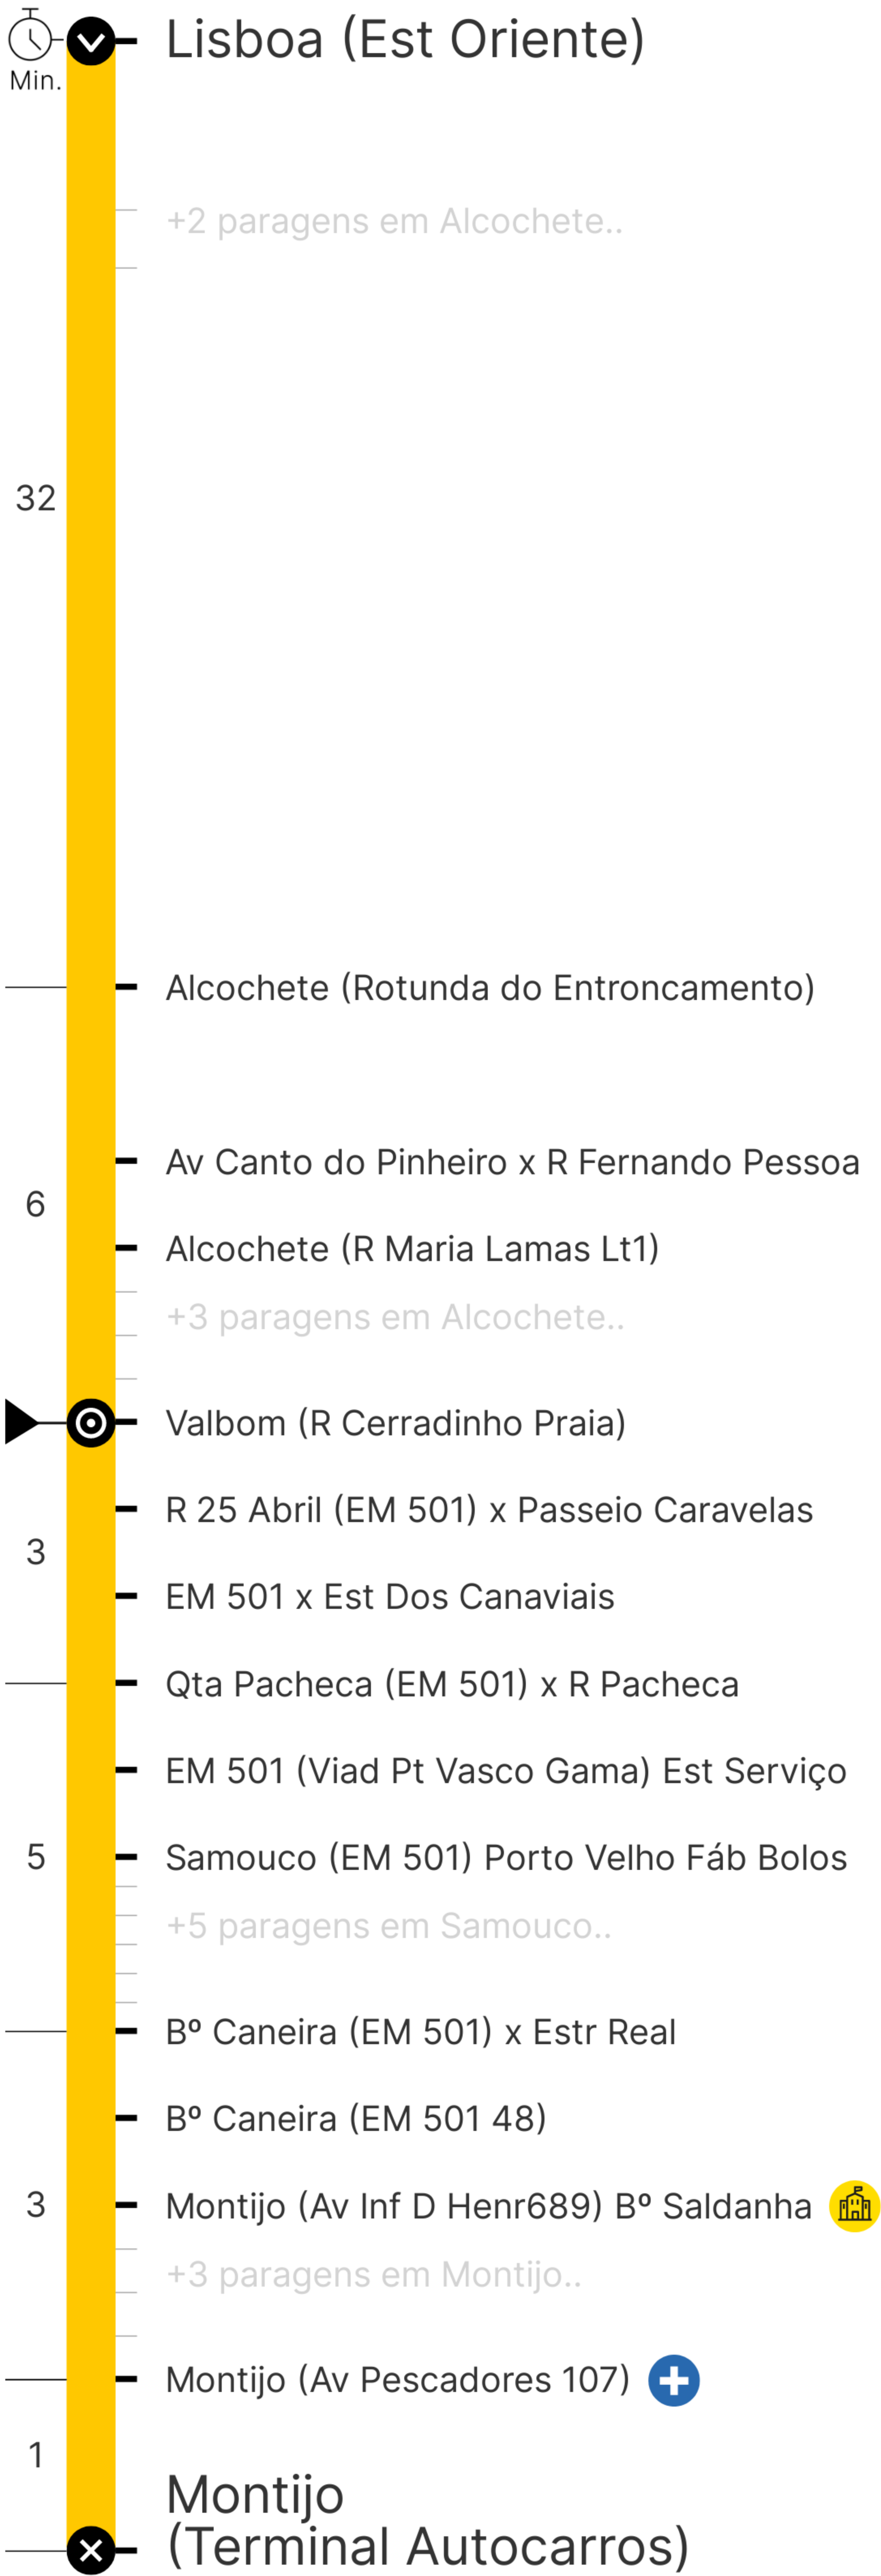 Lisboa (Est Oriente)
Min.
+2 paragens em Alcochete..
32
Alcochete (Rotunda do Entroncamento)
Av Canto do Pinheiro x R Fernando Pessoa
6
Alcochete (R Maria Lamas Lt1)
+3 paragens em Alcochete..
Valbom (R Cerradinho Praia)
R 25 Abril (EM 501) x Passeio Caravelas
3
EM 501 x Est Dos Canaviais
Qta Pacheca (EM 501) x R Pacheca
EM 501 (Viad Pt Vasco Gama) Est Serviço
5
Samouco (EM 501) Porto Velho Fáb Bolos
+5 paragens em Samouco..
Bº Caneira (EM 501) x Estr Real
Bº Caneira (EM 501 48)
3
Montijo (Av Inf D Henr689) Bº Saldanha
+3 paragens em Montijo..
Montijo (Av Pescadores 107)
1
Montijo
(Terminal Autocarros)